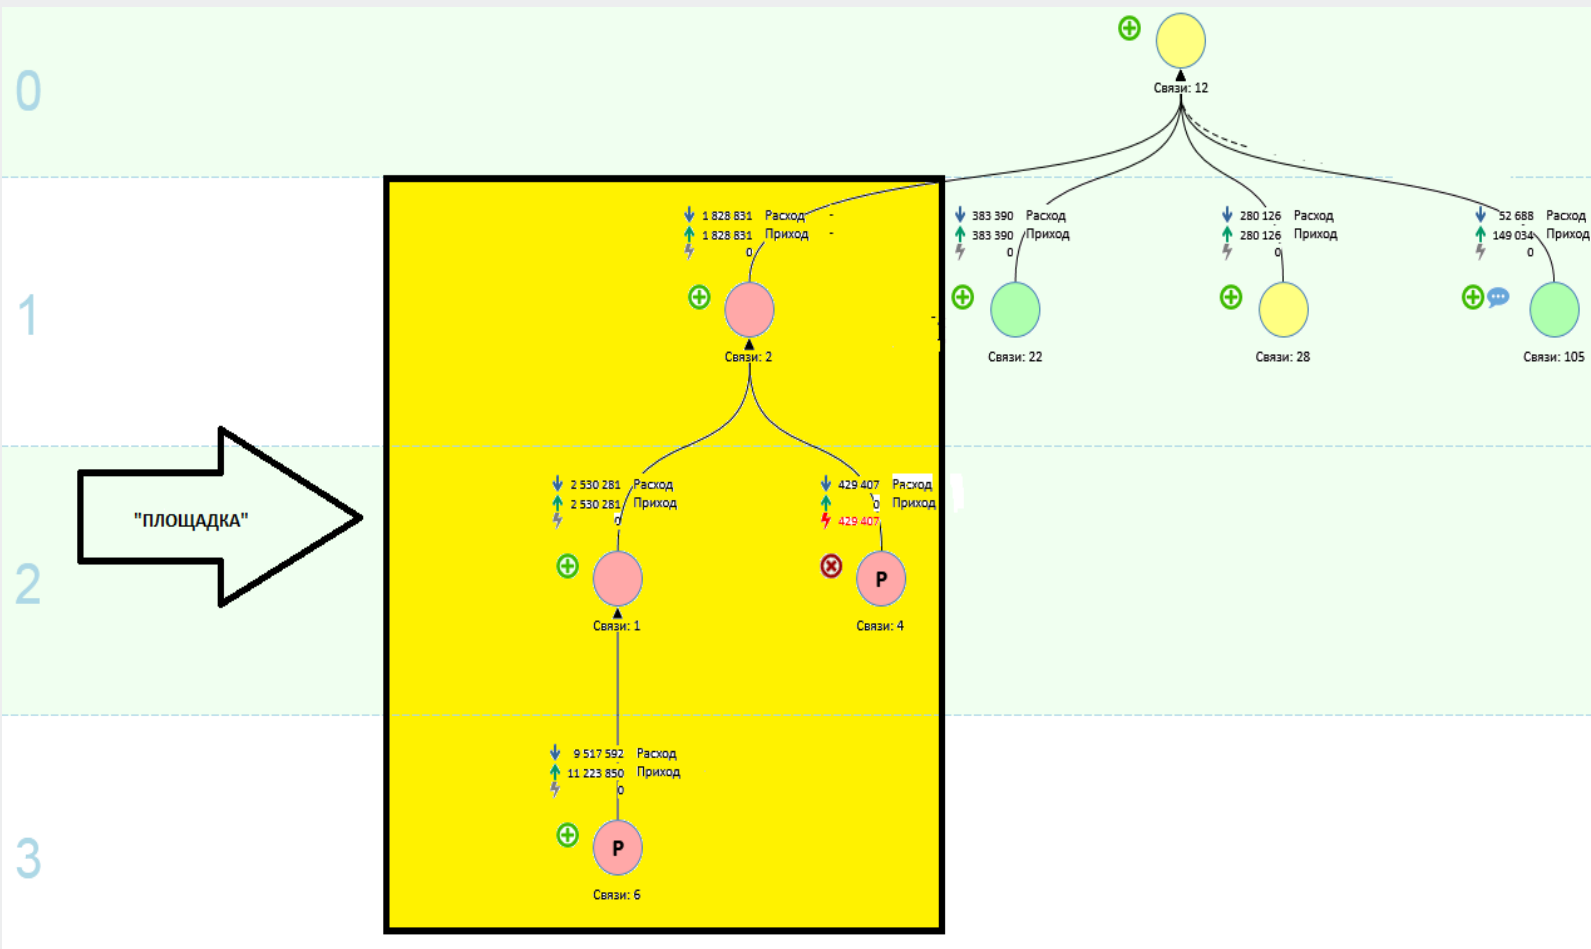 0
Связи: 12
1
1 828 831 Расход -
1 828 831 Приход -
0
Связи: 2
383 390 Расход
383 390 Приход
0
Связи: 22
280 126 Расход
280 126 Приход
0
Связи: 28
52 688 Расход
149 034 Приход
0
Связи: 105
2
"ПЛОЩАДКА"
2 530 281 Расход
2 530 281 Приход
0
Связи: 1
429 407 Расход
0 Приход
429 407
P
Связи: 4
3
9 517 592 Расход
11 223 850 Приход
0
P
Связи: 6